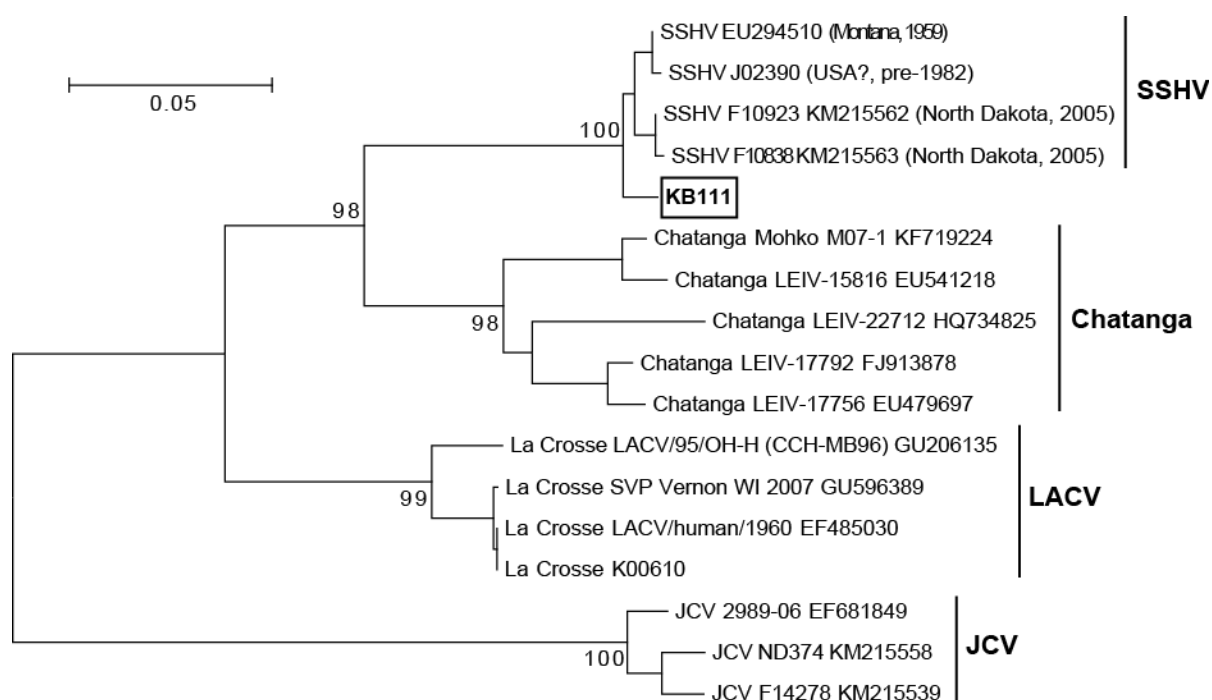 SSHV EU294510 (Montana, 1959)
SSHV J02390 (USA?, pre-1982)
SSHV
0.05
SSHV F10923 KM215562 (North Dakota, 2005)
100
SSHV F10838 KM215563 (North Dakota, 2005)
KB111
98
Chatanga Mohko M07-1 KF719224
Chatanga LEIV-15816 EU541218
98
Chatanga LEIV-22712 HQ734825
Chatanga
Chatanga LEIV-17792 FJ913878
Chatanga LEIV-17756 EU479697
La Crosse LACV/95/OH-H (CCH-MB96) GU206135
99
La Crosse SVP Vernon WI 2007 GU596389
LACV
La Crosse LACV/human/1960 EF485030
La Crosse K00610
JCV 2989-06 EF681849
100
JCV ND374 KM215558
JCV
JCV F14278 KM215539